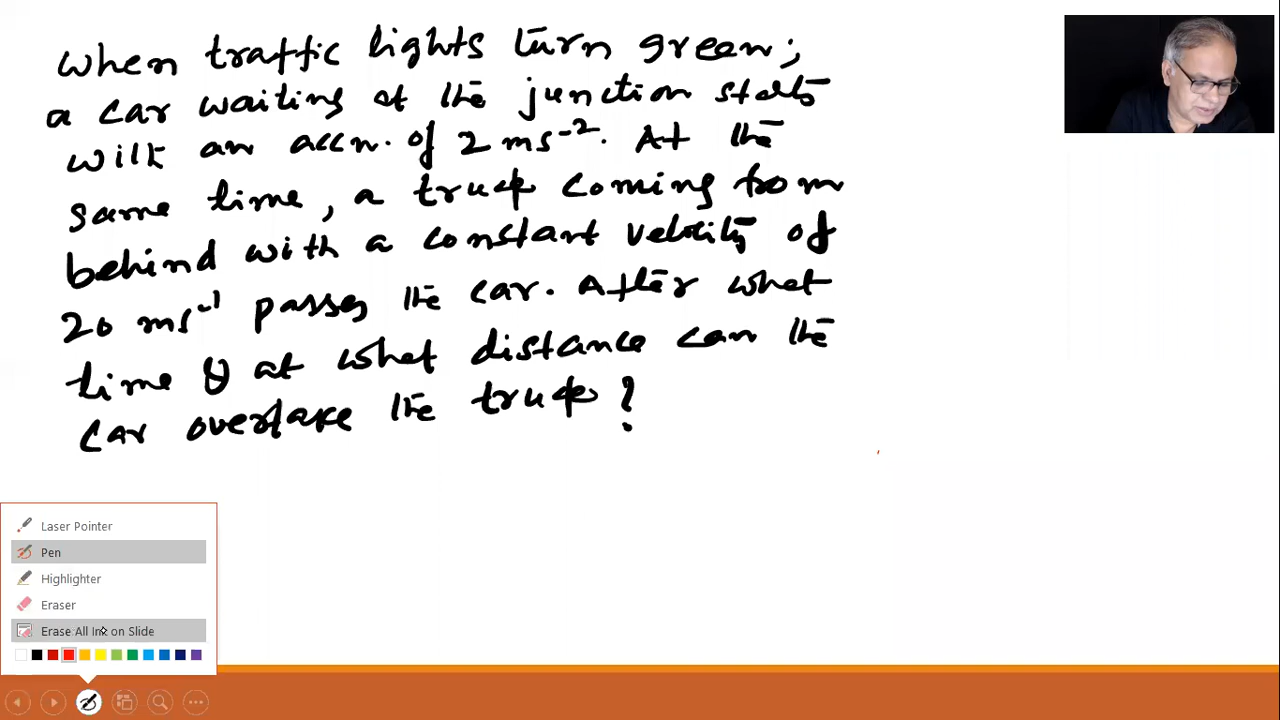 When traffic lights turn green;
a car waiting at the junction starts
with an accn. of 2 ms⁻². At the
same time, a truck coming from
behind with a constant velocity of
20 ms⁻¹ passes the car. After what
time & at what distance can the
car overtake the truck?
Laser Pointer
Pen
Highlighter
Eraser
Erase All Ink on Slide